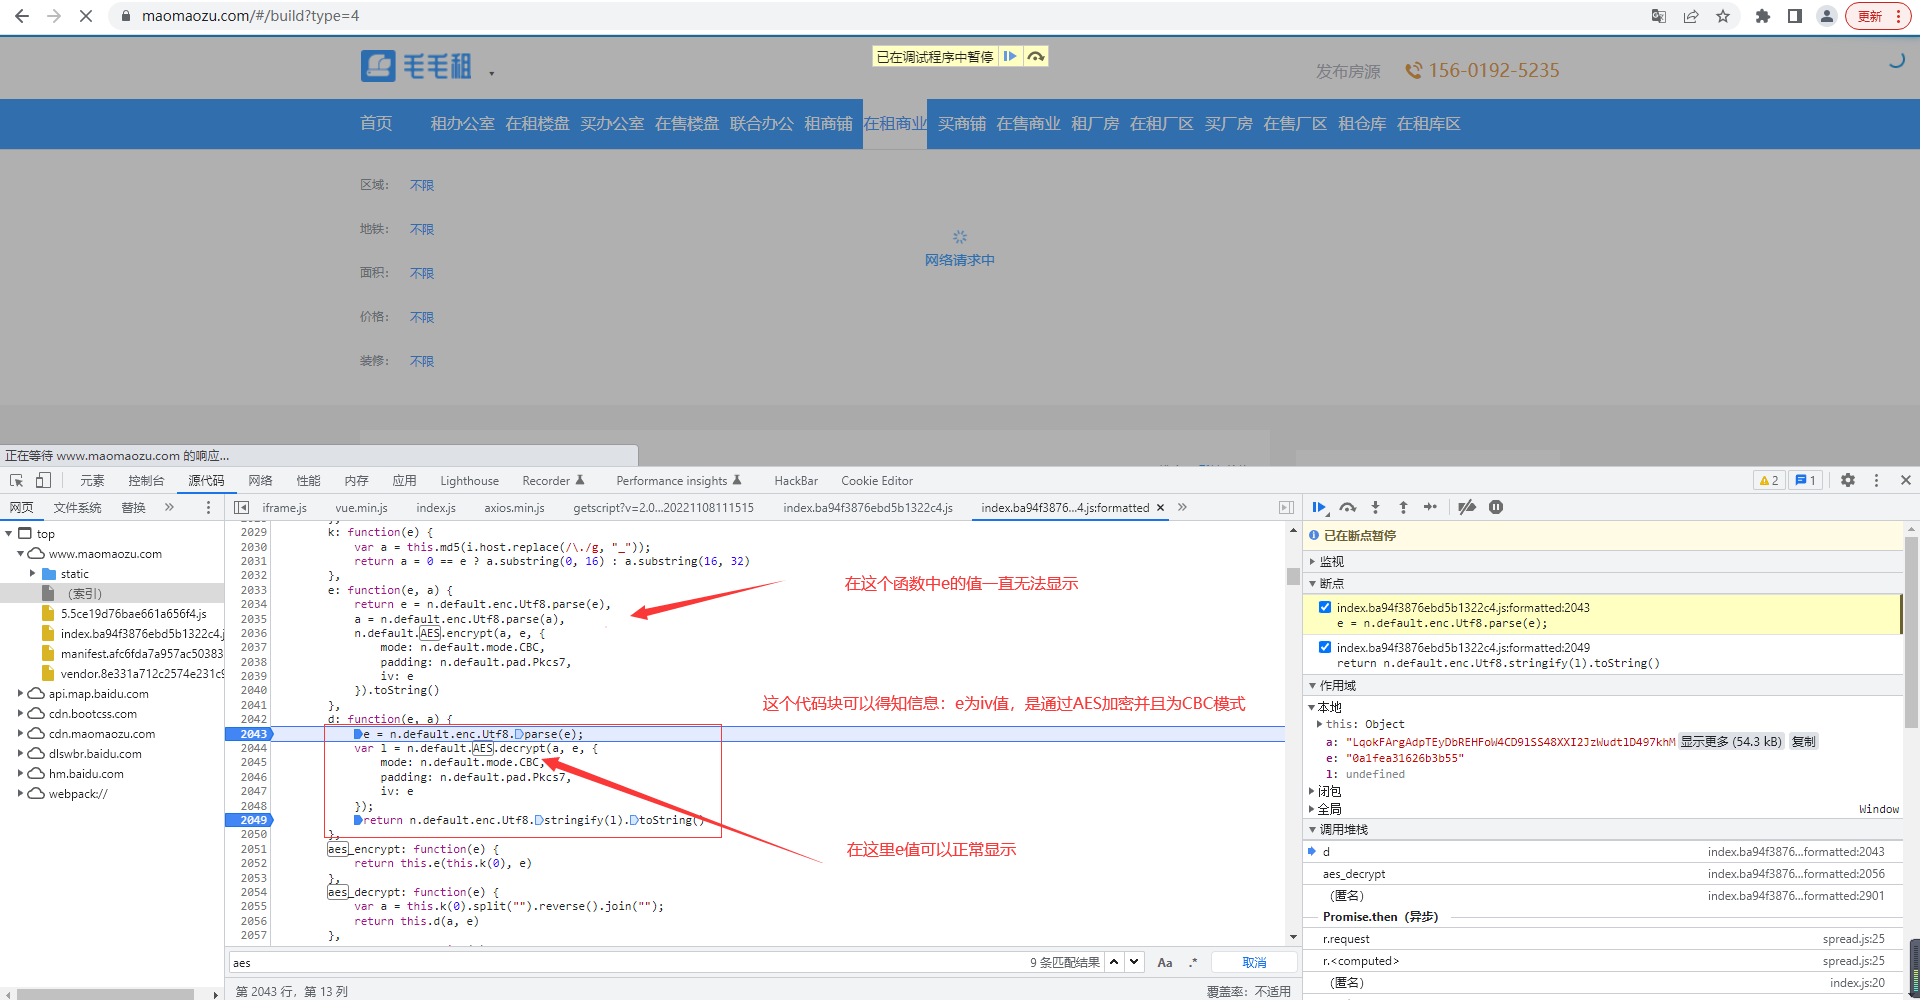 maomaozu.com/#/build?type=4
更新
毛毛租
已在调试程序中暂停
发布房源
156-0192-5235
首页 租办公室 在租楼盘 买办公室 在售楼盘 联合办公 租商铺 在租商业 买商铺 在售商业 租厂房 在租厂区 买厂房 在售厂区 租仓库 在租库区
区域： 不限
地铁： 不限
网络请求中
面积： 不限
价格： 不限
装修： 不限
正在等待 www.maomaozu.com 的响应...
元素 控制台 源代码 网络 性能 内存 应用 Lighthouse Recorder Performance insights HackBar Cookie Editor
2
1
网页 文件系统 替换 »
iframe.js vue.min.js index.js axios.min.js getscript?v=2.0...20221108111515 index.ba94f3876ebd5b1322c4.js index.ba94f3876...4.js:formatted × »
top
www.maomaozu.com
static
（索引）
5.5ce19d76bae661a656f4.js
index.ba94f3876ebd5b1322c4.j
manifest.afc6fda7a957ac50383
vendor.8e331a712c2574e231c9
api.map.baidu.com
cdn.bootcss.com
cdn.maomaozu.com
dlswbr.baidu.com
hm.baidu.com
webpack://
2029 k: function(e) {
2030 var a = this.md5(i.host.replace(/\./g, "_"));
2031 return a = 0 == e ? a.substring(0, 16) : a.substring(16, 32)
2032 },
2033 e: function(e, a) {
2034 return e = n.default.enc.Utf8.parse(e),
2035 a = n.default.enc.Utf8.parse(a),
2036 n.default.AES.encrypt(a, e, {
2037 mode: n.default.mode.CBC,
2038 padding: n.default.pad.Pkcs7,
2039 iv: e
2040 }).toString()
2041 },
2042 d: function(e, a) {
2043 e = n.default.enc.Utf8.parse(e);
2044 var l = n.default.AES.decrypt(a, e, {
2045 mode: n.default.mode.CBC,
2046 padding: n.default.pad.Pkcs7,
2047 iv: e
2048 });
2049 return n.default.enc.Utf8.stringify(l).toString()
2050 },
2051 aes_encrypt: function(e) {
2052 return this.e(this.k(0), e)
2053 },
2054 aes_decrypt: function(e) {
2055 var a = this.k(0).split("").reverse().join("");
2056 return this.d(a, e)
2057 },
在这个函数中e的值一直无法显示
这个代码块可以得知信息：e为iv值，是通过AES加密并且为CBC模式
在这里e值可以正常显示
aes
9 条匹配结果
Aa .*
取消
第 2043 行，第 13 列
覆盖率：不适用
已在断点暂停
监视
断点
index.ba94f3876ebd5b1322c4.js:formatted:2043
e = n.default.enc.Utf8.parse(e);
index.ba94f3876ebd5b1322c4.js:formatted:2049
return n.default.enc.Utf8.stringify(l).toString()
作用域
本地
this: Object
a: "LqokFArgAdpTEyDbREHFoW4CD9lSS48XXI2JzWudtlD497khM 显示更多 (54.3 kB) 复制
e: "0a1fea31626b3b55"
l: undefined
闭包
全局 Window
调用堆栈
d index.ba94f3876...formatted:2043
aes_decrypt index.ba94f3876...formatted:2056
（匿名） index.ba94f3876...formatted:2901
Promise.then（异步）
r.request spread.js:25
r.<computed> spread.js:25
（匿名） index.js:20